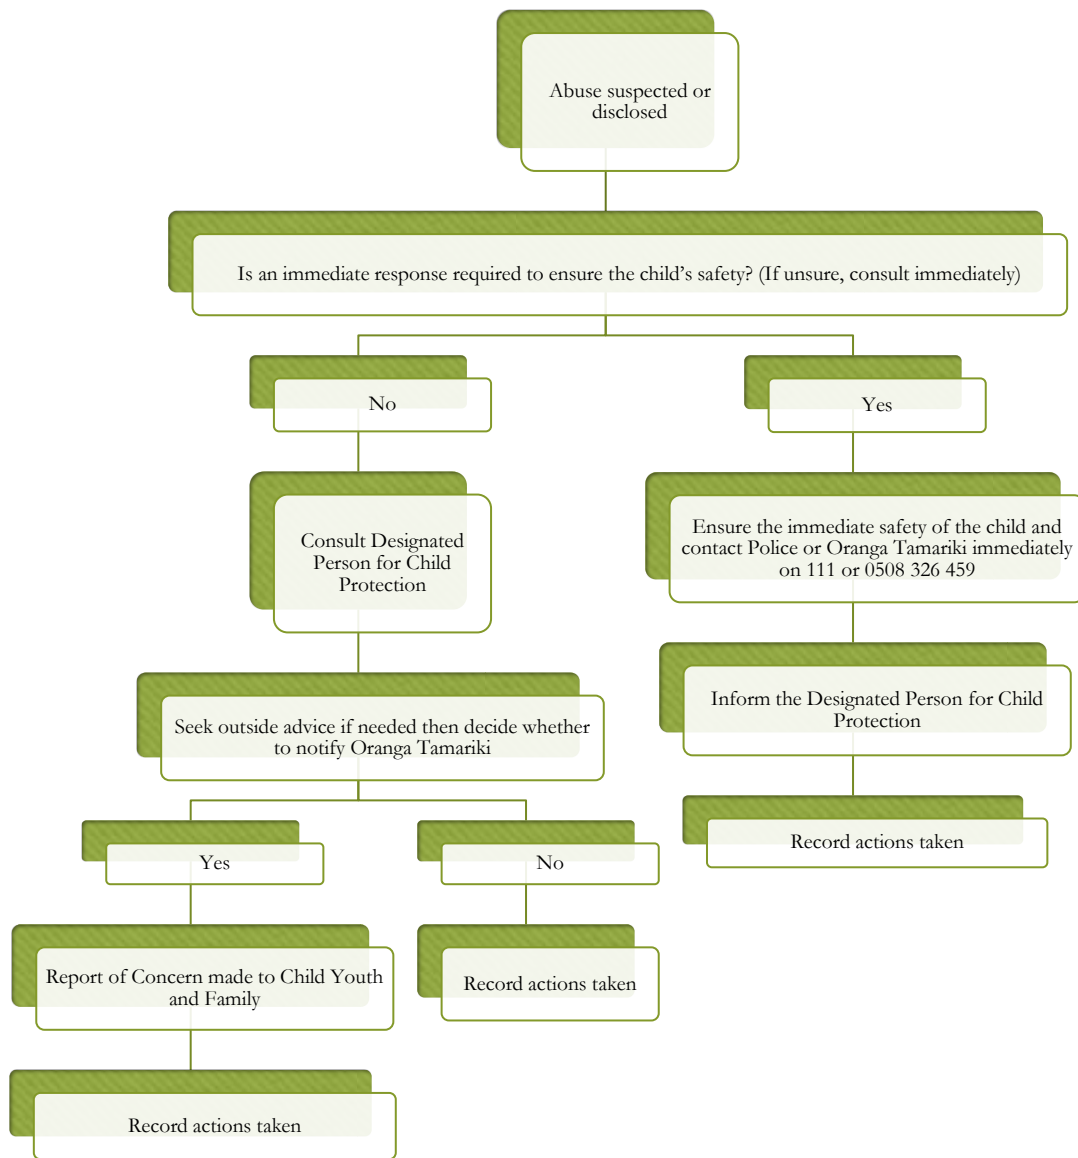 Abuse suspected or
disclosed
Is an immediate response required to ensure the child’s safety? (If unsure, consult immediately)
No
Yes
Consult Designated
Person for Child
Protection
Ensure the immediate safety of the child and
contact Police or Oranga Tamariki immediately
on 111 or 0508 326 459
Seek outside advice if needed then decide whether
to notify Oranga Tamariki
Inform the Designated Person for Child
Protection
Yes
No
Record actions taken
Report of Concern made to Child Youth
and Family
Record actions taken
Record actions taken